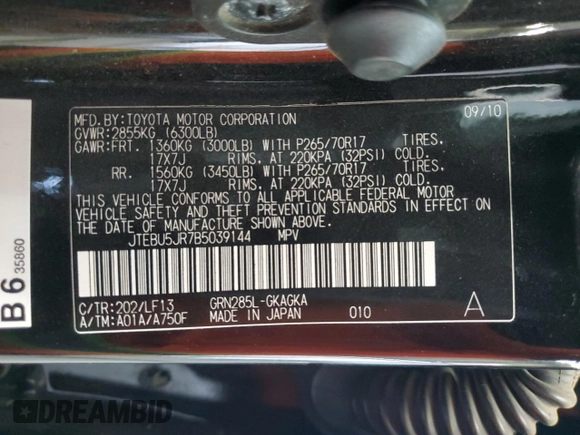 MFD.BY:TOYOTA MOTOR CORPORATION 09/10
GVWR:2855KG (6300LB)
GAWR:FRT. 1360KG (3000LB) WITH P265/70R17 TIRES,
17X7J RIMS, AT 220KPA (32PSI) COLD.
RR. 1560KG (3450LB) WITH P265/70R17 TIRES,
17X7J RIMS, AT 220KPA (32PSI) COLD.
THIS VEHICLE CONFORMS TO ALL APPLICABLE FEDERAL MOTOR
VEHICLE SAFETY AND THEFT PREVENTION STANDARDS IN EFFECT ON
THE DATE OF MANUFACTURE SHOWN ABOVE.
JTEBU5JR7B5039144 MPV
C/TR:202/LF13 GRN285L-GKAGKA
A/TM:A01A/A750F MADE IN JAPAN 010 A
B6 35860
DREAMBID